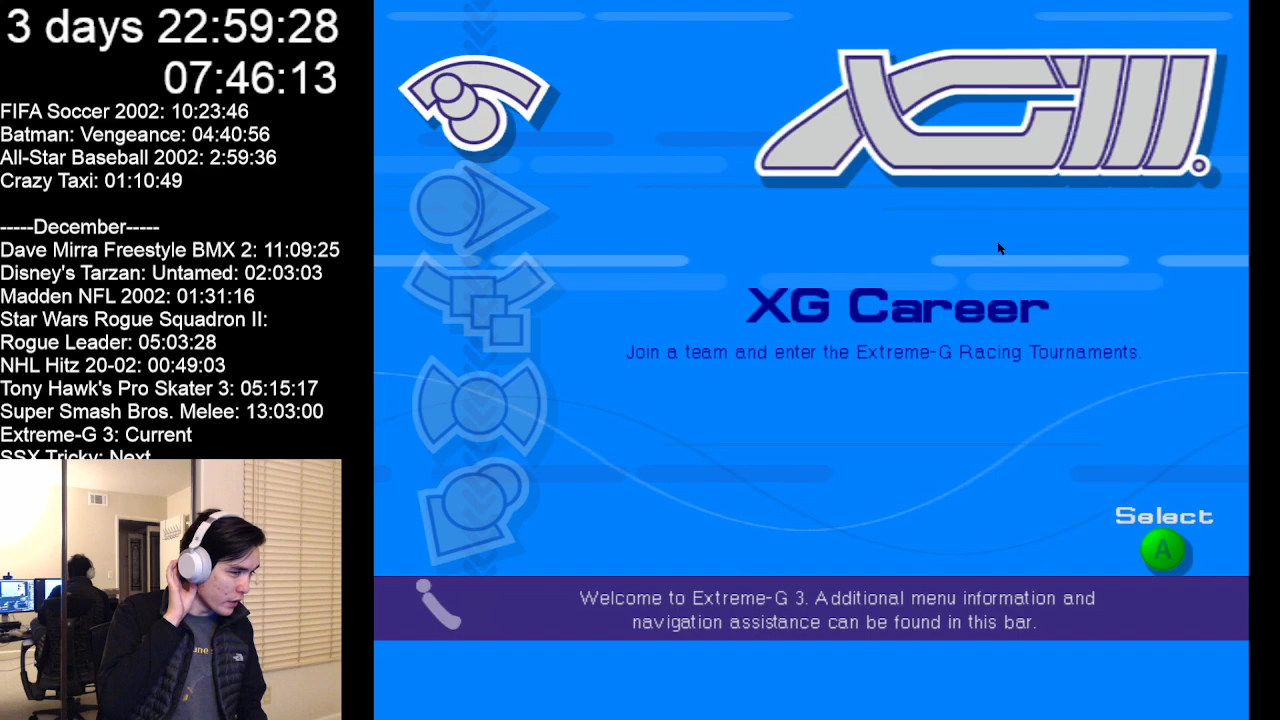 3 days 22:59:28
07:46:13
FIFA Soccer 2002: 10:23:46
Batman: Vengeance: 04:40:56
All-Star Baseball 2002: 2:59:36
Crazy Taxi: 01:10:49
-----December-----
Dave Mirra Freestyle BMX 2: 11:09:25
Disney's Tarzan: Untamed: 02:03:03
Madden NFL 2002: 01:31:16
Star Wars Rogue Squadron II:
Rogue Leader: 05:03:28
NHL Hitz 20-02: 00:49:03
Tony Hawk's Pro Skater 3: 05:15:17
Super Smash Bros. Melee: 13:03:00
Extreme-G 3: Current
SSX Tricky: Next
XGIII.
XG Career
Join a team and enter the Extreme-G Racing Tournaments.
Select
A
Welcome to Extreme-G 3. Additional menu information and
navigation assistance can be found in this bar.